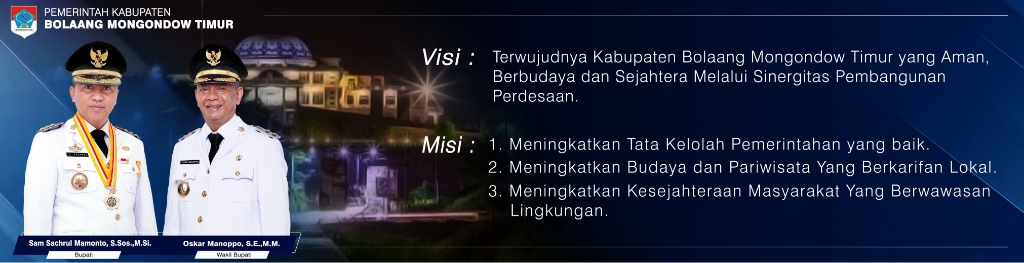 PEMERINTAH KABUPATEN
BOLAANG MONGONDOW TIMUR
Visi : Terwujudnya Kabupaten Bolaang Mongondow Timur yang Aman,
Berbudaya dan Sejahtera Melalui Sinergitas Pembangunan
Perdesaan.
Misi : 1. Meningkatkan Tata Kelolah Pemerintahan yang baik.
2. Meningkatkan Budaya dan Pariwisata Yang Berkarifan Lokal.
3. Meningkatkan Kesejahteraan Masyarakat Yang Berwawasan
Lingkungan.
Sam Sachrul Mamonto, S.Sos.,M.Si.
Bupati
Oskar Manoppo, S.E.,M.M.
Wakil Bupati